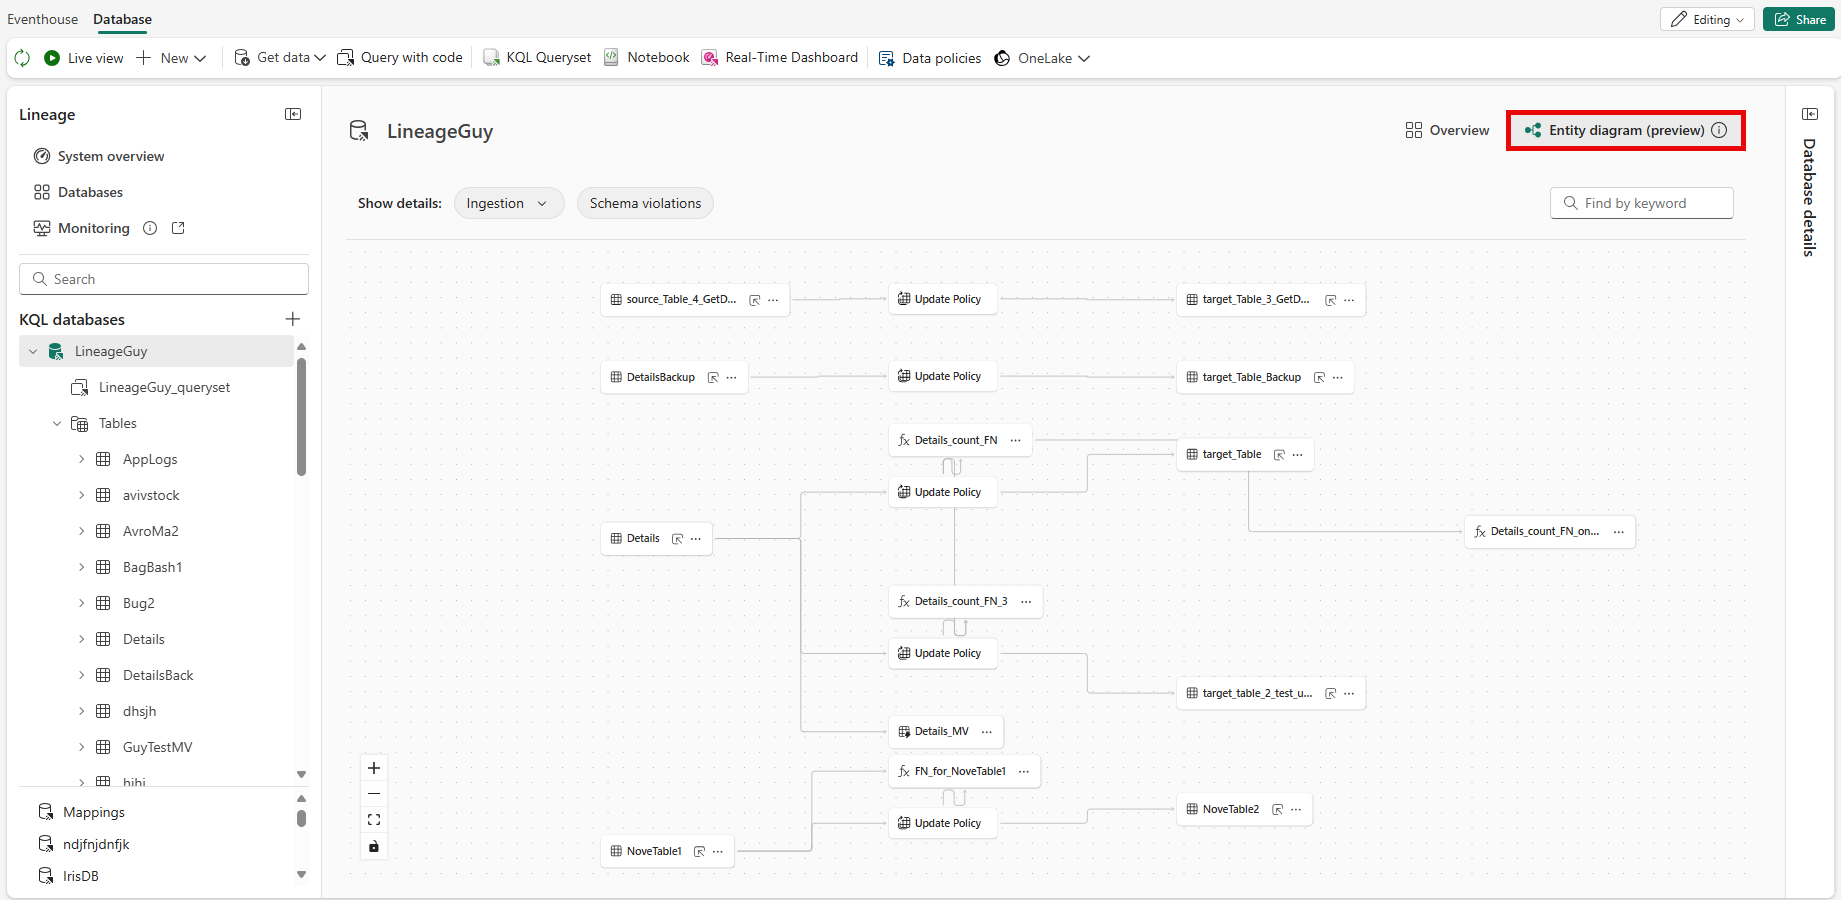 Eventhouse Database
Editing Share
Live view New Get data Query with code KQL Queryset Notebook Real-Time Dashboard Data policies OneLake
Lineage
System overview
Databases
Monitoring
Search
KQL databases
LineageGuy
LineageGuy_queryset
Tables
AppLogs
avivstock
AvroMa2
BagBash1
Bug2
Details
DetailsBack
dhsjh
GuyTestMV
hihi
Mappings
ndjfnjdnfjk
IrisDB
LineageGuy
Overview Entity diagram (preview)
Show details: Ingestion Schema violations
Find by keyword
source_Table_4_GetD... Update Policy target_Table_3_GetD...
DetailsBackup Update Policy target_Table_Backup
Details_count_FN
target_Table
Update Policy
Details_count_FN_on...
Details
Details_count_FN_3
Update Policy
target_table_2_test_u...
Details_MV
FN_for_NoveTable1
NoveTable2
Update Policy
NoveTable1
Database details